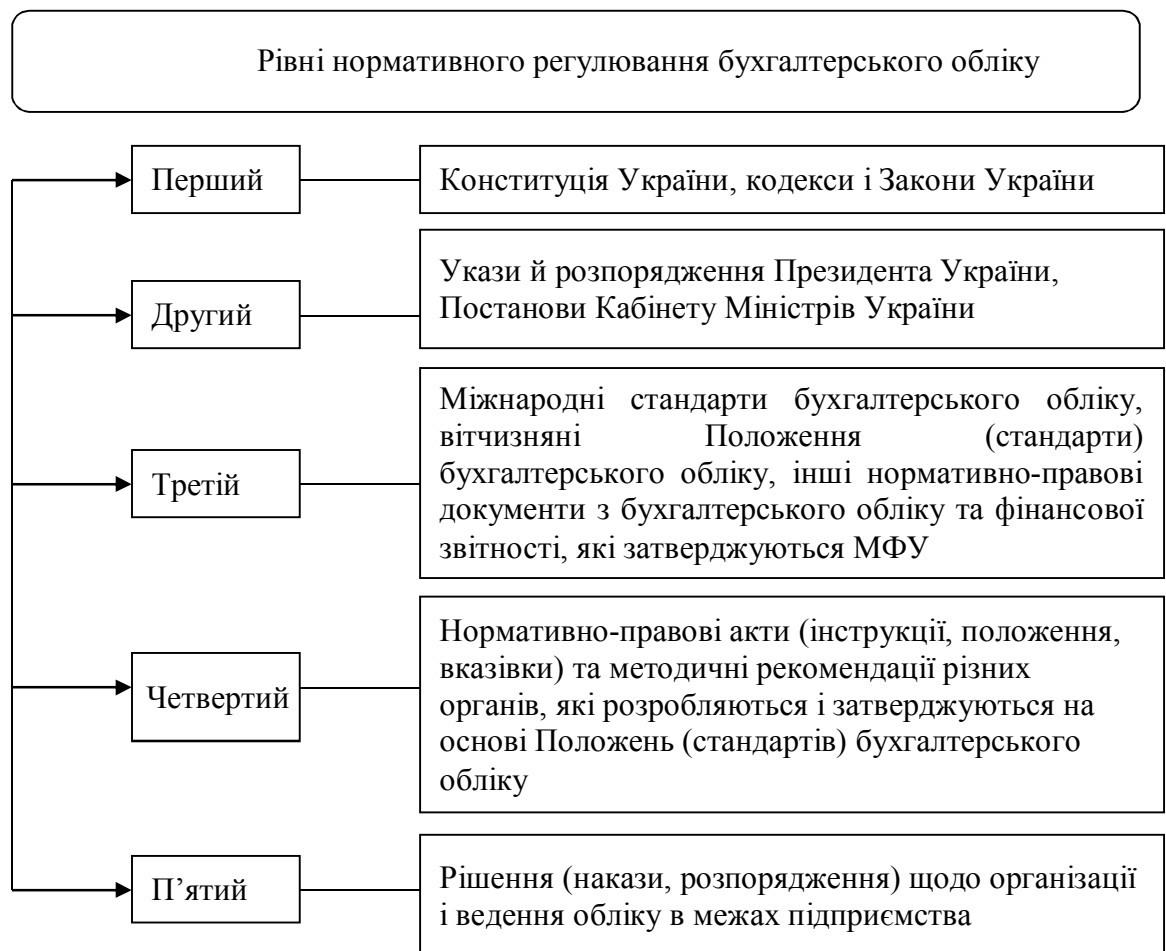 Рівні нормативного регулювання бухгалтерського обліку
Перший
Конституція України, кодекси і Закони України
Другий
Укази й розпорядження Президента України,
Постанови Кабінету Міністрів України
Третій
Міжнародні стандарти бухгалтерського обліку,
вітчизняні Положення (стандарти)
бухгалтерського обліку, інші нормативно-правові
документи з бухгалтерського обліку та фінансової
звітності, які затверджуються МФУ
Четвертий
Нормативно-правові акти (інструкції, положення,
вказівки) та методичні рекомендації різних
органів, які розробляються і затверджуються на
основі Положень (стандартів) бухгалтерського
обліку
П’ятий
Рішення (накази, розпорядження) щодо організації
і ведення обліку в межах підприємства